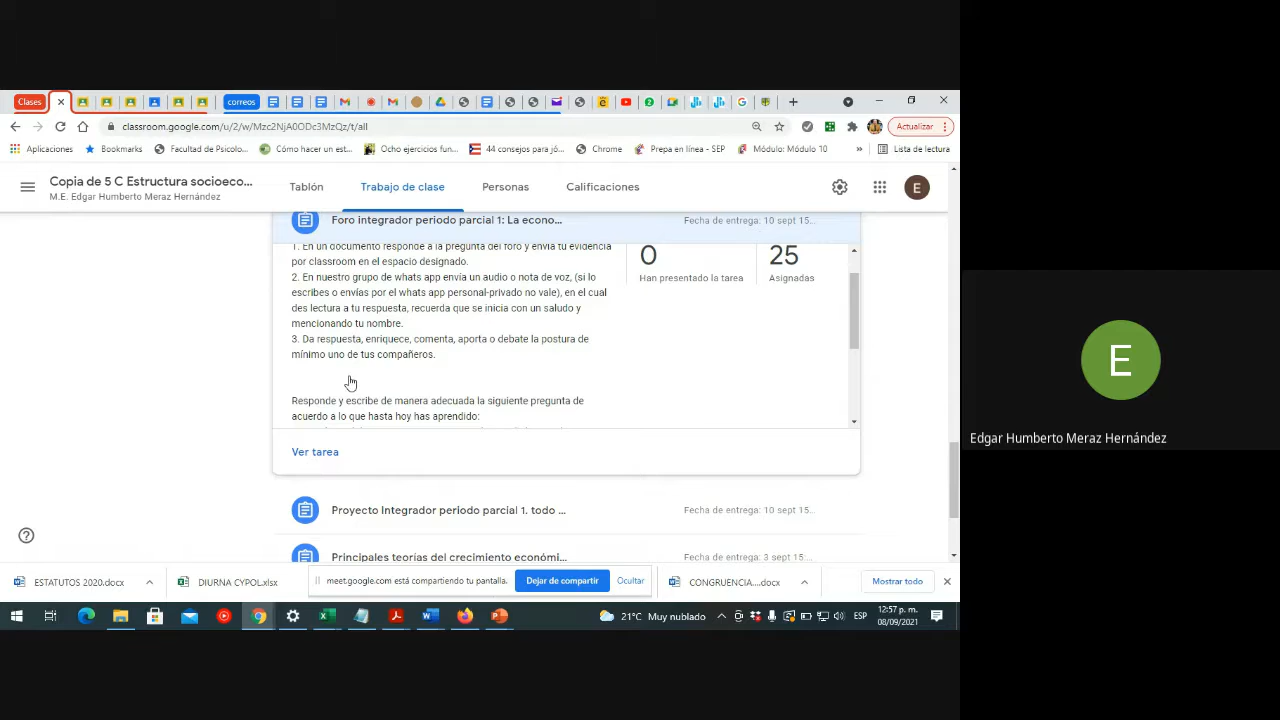 Clases
correos
classroom.google.com/u/2/w/Mzc2NjA0ODc3MzQz/t/all
Actualizar
Aplicaciones
Bookmarks
Facultad de Psicolo...
Cómo hacer un est...
Ocho ejercicios fun...
44 consejos para jó...
Chrome
Prepa en línea - SEP
Módulo: Módulo 10
»
Lista de lectura
Copia de 5 C Estructura socioeco...
M.E. Edgar Humberto Meraz Hernández
Tablón
Trabajo de clase
Personas
Calificaciones
E
Foro integrador periodo parcial 1: La econo...
Fecha de entrega: 10 sept 15...
1. En un documento responde a la pregunta del foro y envía tu evidencia
por classroom en el espacio designado.
2. En nuestro grupo de whats app envía un audio o nota de voz, (si lo
escribes o envías por el whats app personal-privado no vale), en el cual
des lectura a tu respuesta, recuerda que se inicia con un saludo y
mencionando tu nombre.
3. Da respuesta, enriquece, comenta, aporta o debate la postura de
mínimo uno de tus compañeros.
Responde y escribe de manera adecuada la siguiente pregunta de
acuerdo a lo que hasta hoy has aprendido:
0
Han presentado la tarea
25
Asignadas
Ver tarea
Proyecto Integrador periodo parcial 1. todo ...
Fecha de entrega: 10 sept 15...
Principales teorías del crecimiento económi...
Fecha de entrega: 3 sept 15...
ESTATUTOS 2020.docx
DIURNA CYPOL.xlsx
meet.google.com está compartiendo tu pantalla.
Dejar de compartir
Ocultar
CONGRUENCIA....docx
Mostrar todo
21°C Muy nublado
ESP
12:57 p. m.
08/09/2021
E
Edgar Humberto Meraz Hernández